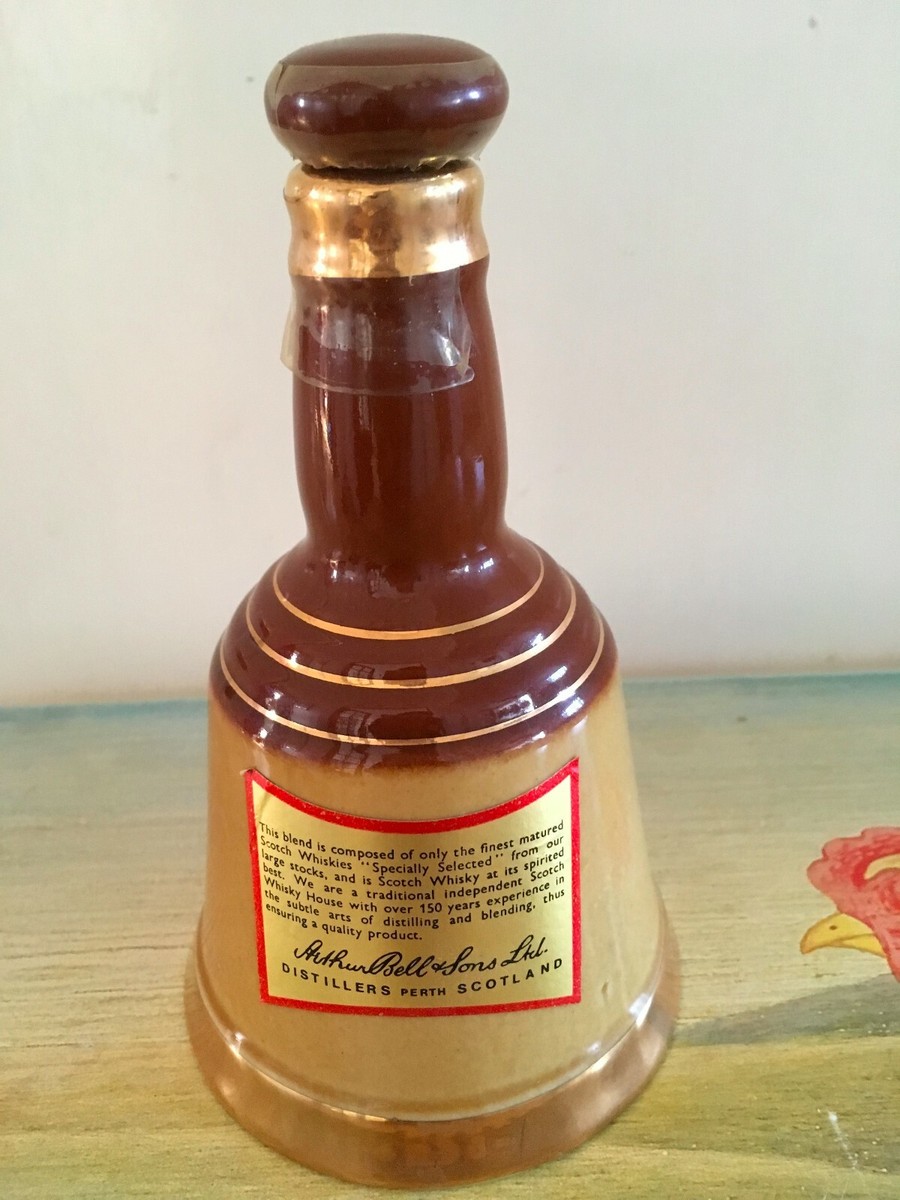 This blend is composed of only the finest matured
Scotch Whiskies "Specially Selected" from our
large stocks, and is Scotch Whisky at its spirited
best. We are a traditional independent Scotch
Whisky House with over 150 years experience in
the subtle arts of distilling and blending, thus
ensuring a quality product.
Arthur Bell & Sons Ltd.
DISTILLERS PERTH SCOTLAND